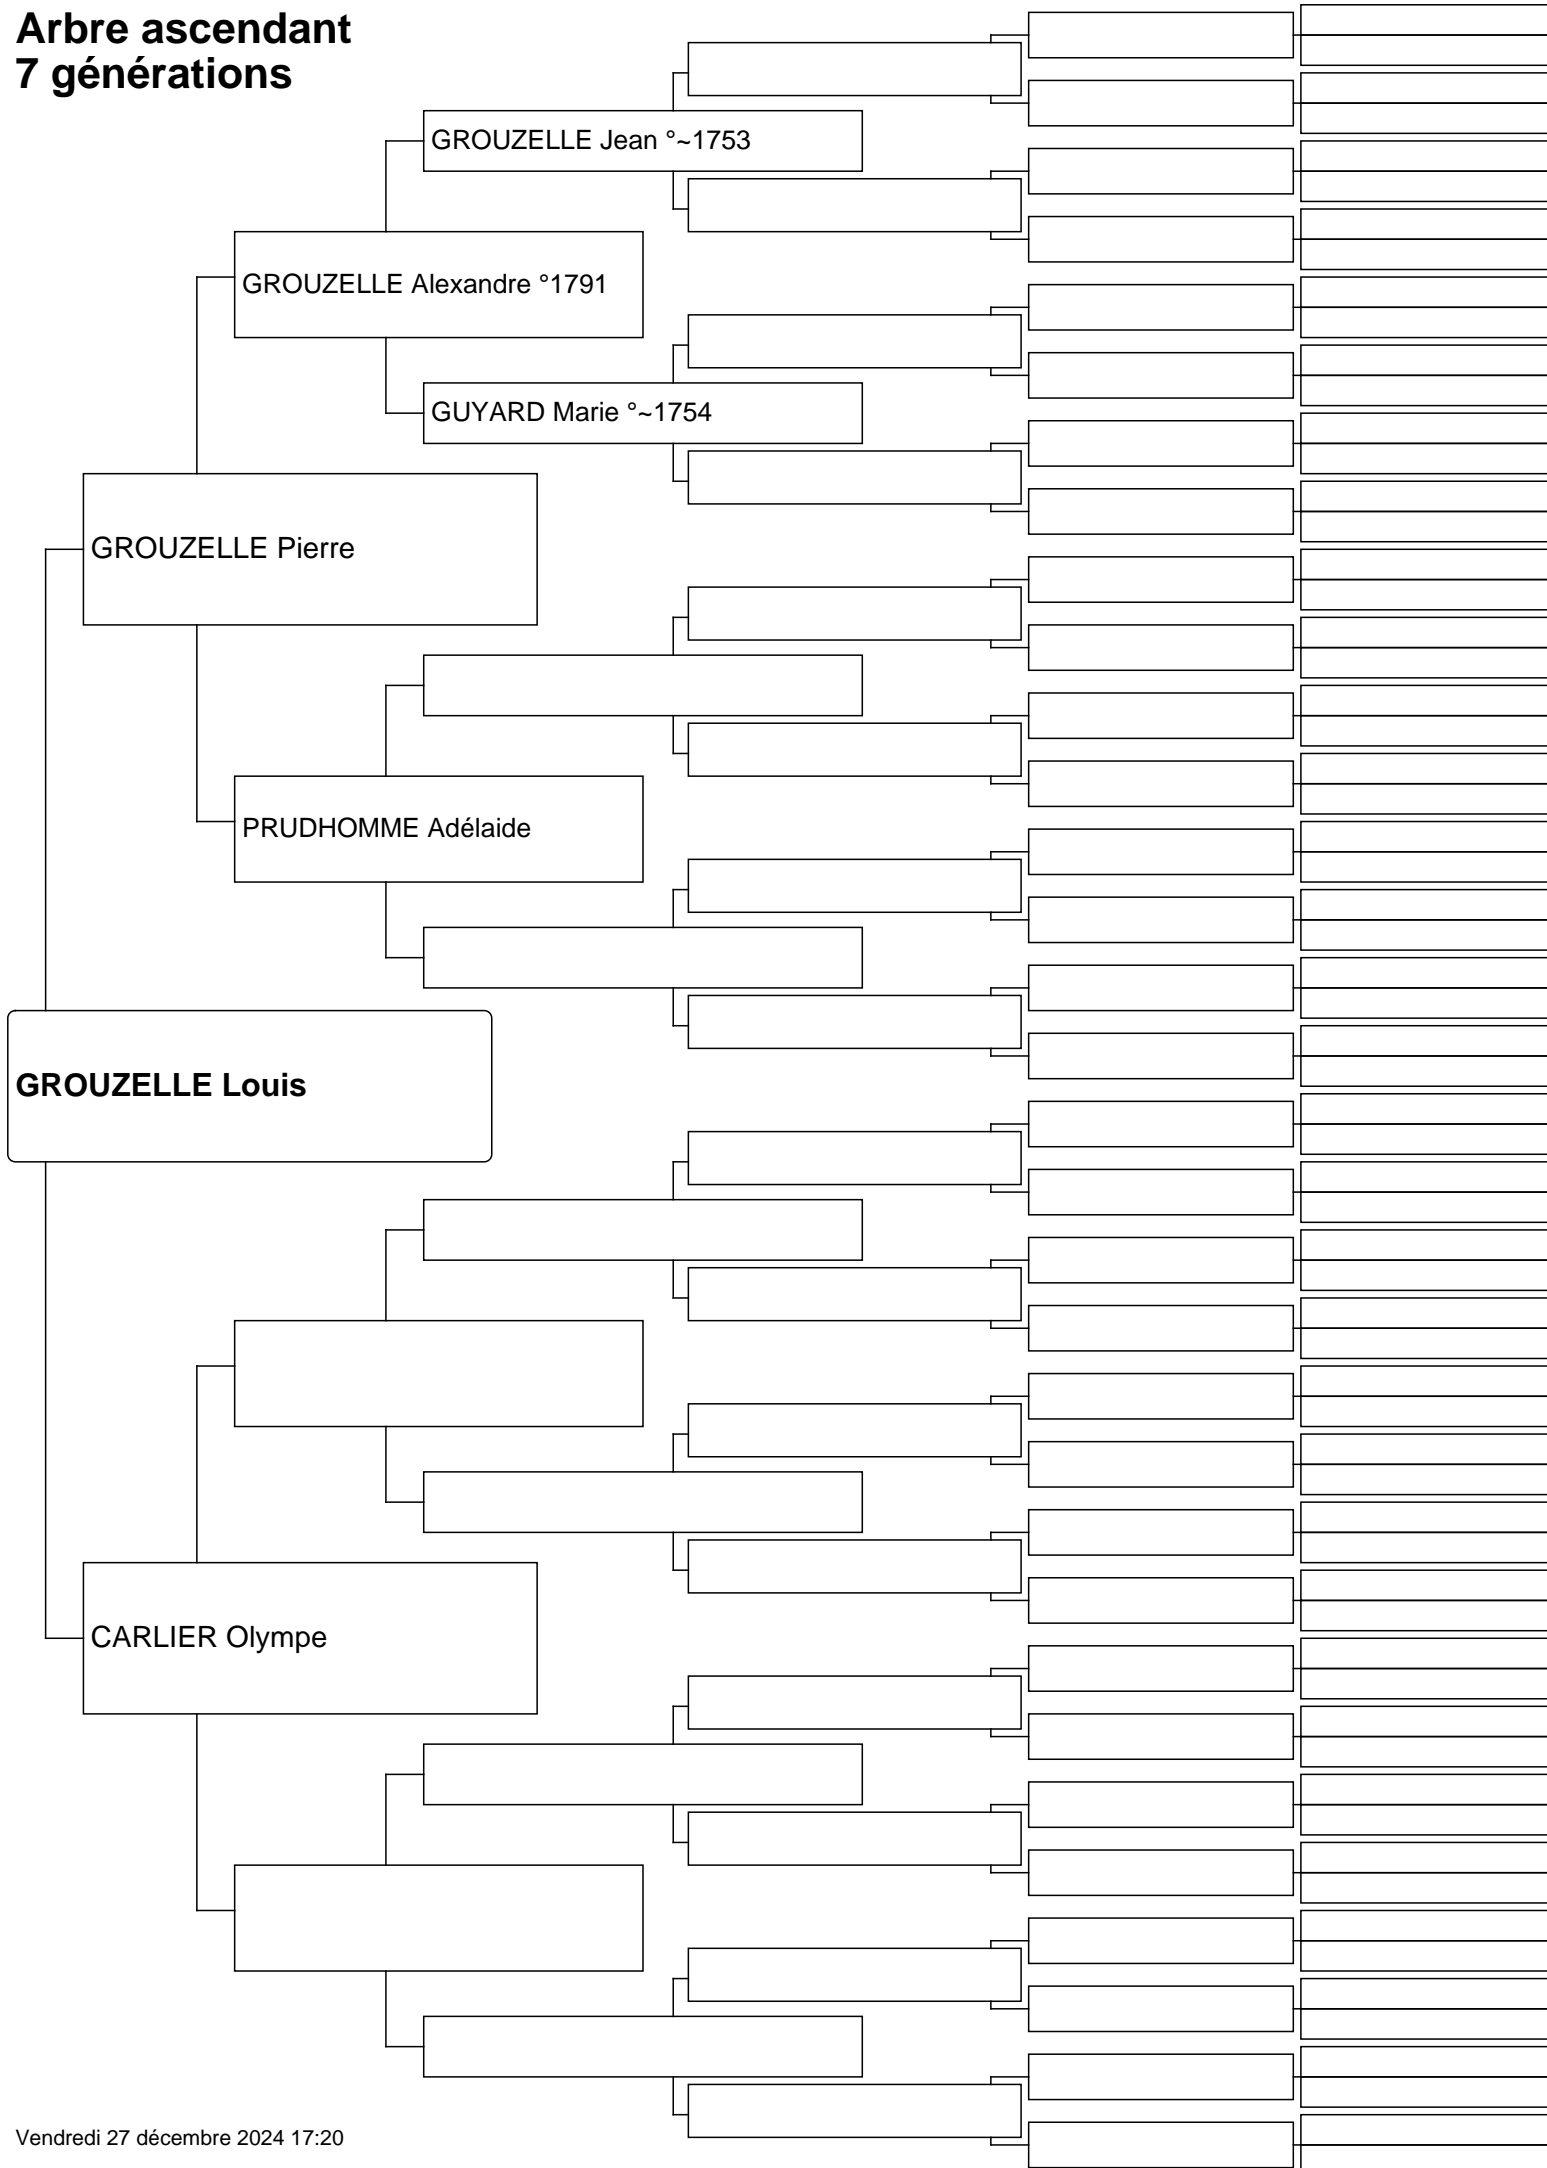 Arbre ascendant
7 générations
GROUZELLE Jean °~1753
GROUZELLE Alexandre °1791
GUYARD Marie °~1754
GROUZELLE Pierre
PRUDHOMME Adélaide
GROUZELLE Louis
CARLIER Olympe
Vendredi 27 décembre 2024 17:20